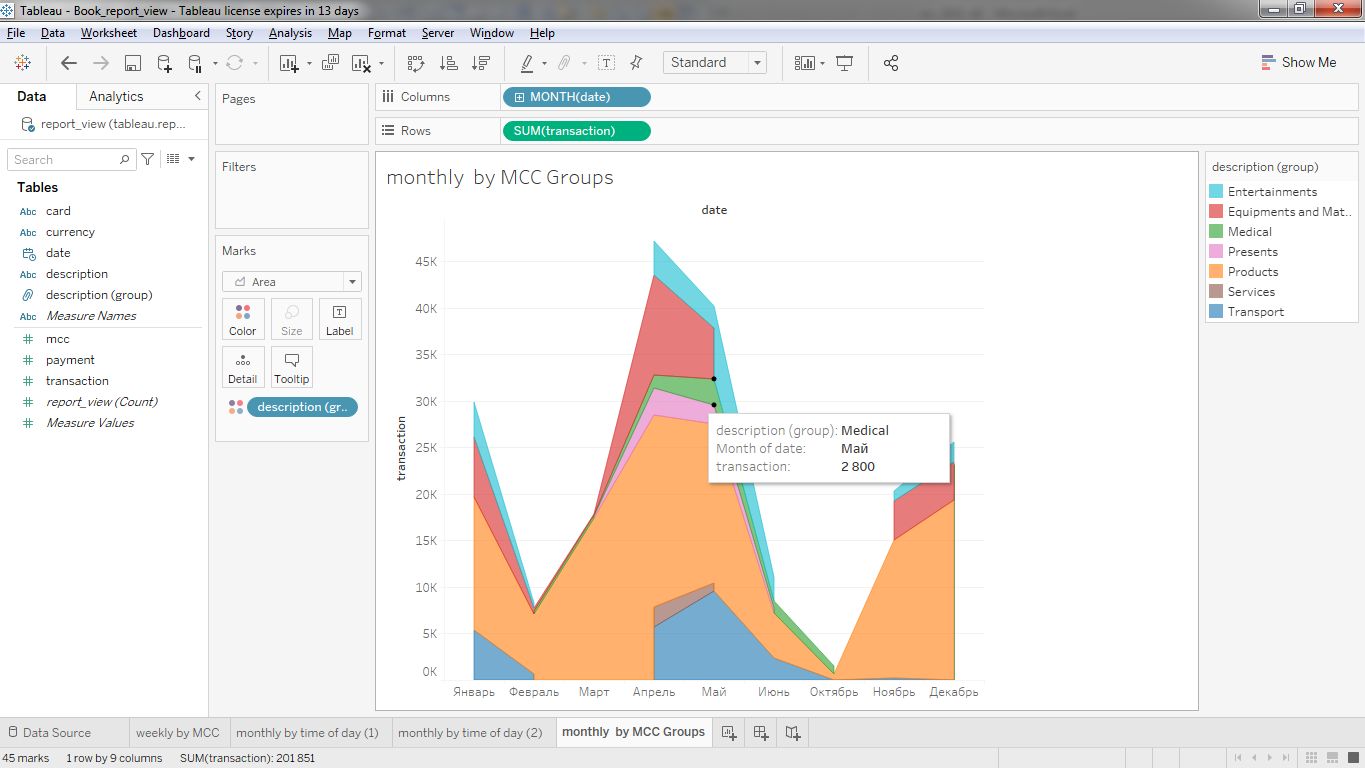 Tableau - Book_report_view - Tableau license expires in 13 days
File Data Worksheet Dashboard Story Analysis Map Format Server Window Help
Standard
Show Me
Data Analytics
report_view (tableau.rep...
Search
Tables
Abc card
Abc currency
date
Abc description
description (group)
Abc Measure Names
mcc
payment
transaction
report_view (Count)
Measure Values
Pages
Filters
Marks
Area
Color Size Label
Detail Tooltip
description (gr..
Columns MONTH(date)
Rows SUM(transaction)
monthly by MCC Groups
date
transaction
45K
40K
35K
30K
25K
20K
15K
10K
5K
0K
Январь Февраль Март Апрель Май Июнь Октябрь Ноябрь Декабрь
description (group): Medical
Month of date: Май
transaction: 2 800
description (group)
Entertainments
Equipments and Mat..
Medical
Presents
Products
Services
Transport
Data Source weekly by MCC monthly by time of day (1) monthly by time of day (2) monthly by MCC Groups
45 marks 1 row by 9 columns SUM(transaction): 201 851